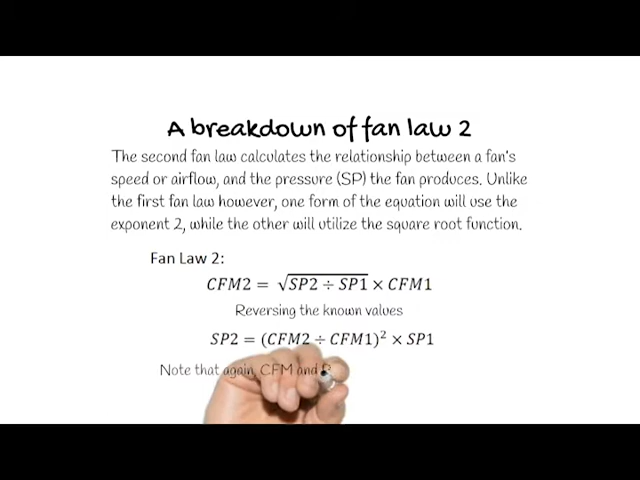 A breakdown of fan law 2
The second fan law calculates the relationship between a fan's
speed or airflow, and the pressure (SP) the fan produces. Unlike
the first fan law however, one form of the equation will use the
exponent 2, while the other will utilize the square root function.
Fan Law 2:
CFM2 = √SP2 ÷ SP1 × CFM1
Reversing the known values
SP2 = (CFM2 ÷ CFM1)² × SP1
Note that again, CFM and